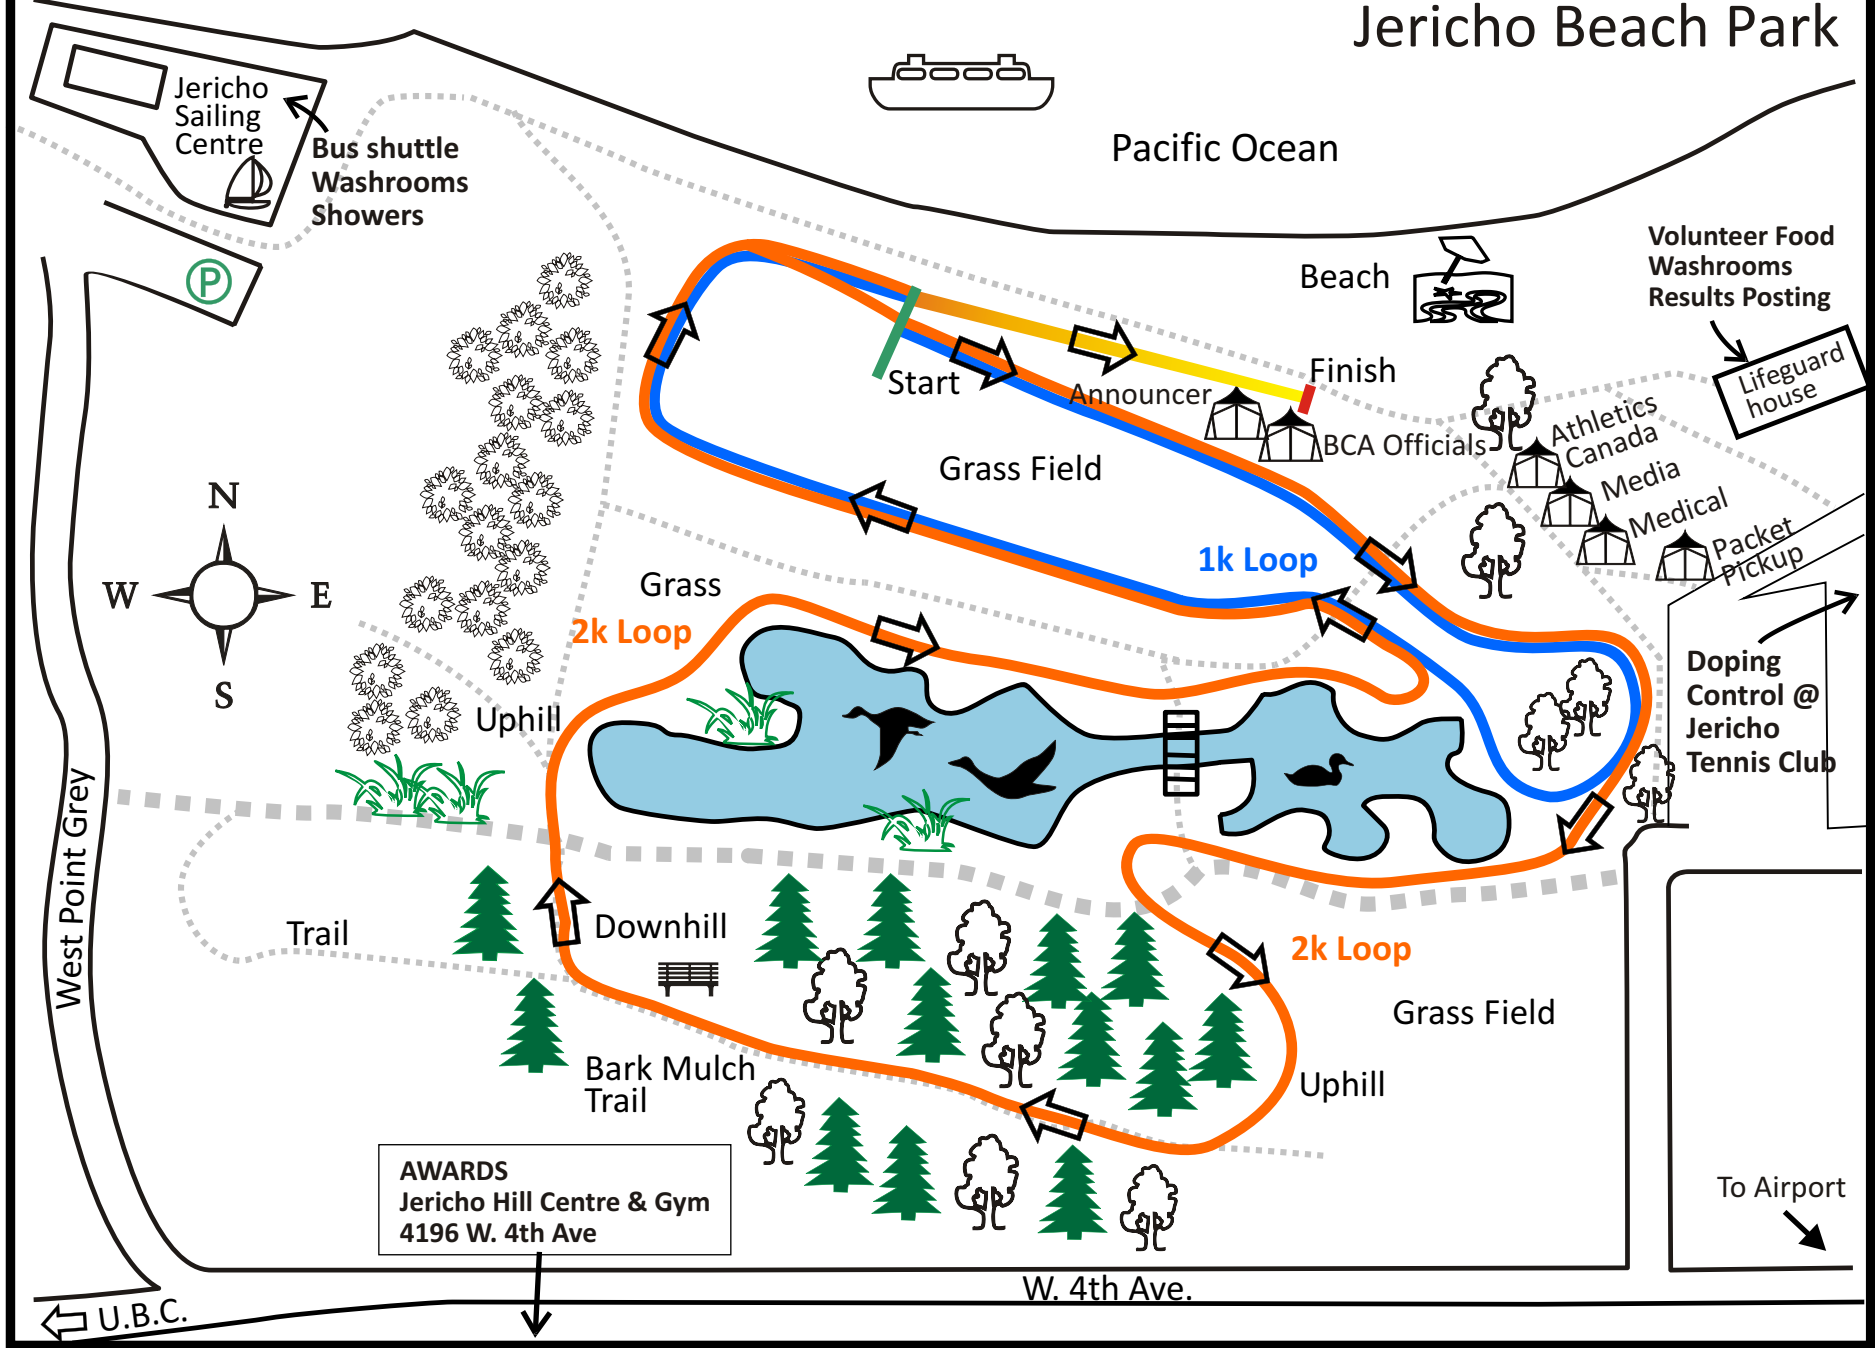 Jericho Beach Park
Jericho
Sailing
Centre
Bus shuttle
Washrooms
Showers
P
Pacific Ocean
Beach
Volunteer Food
Washrooms
Results Posting
Lifeguard
house
Finish
Start
Announcer
BCA Officials
Athletics
Canada
Media
Medical
Packet
Pickup
Grass Field
1k Loop
N
W
E
S
Grass
2k Loop
Uphill
Doping
Control @
Jericho
Tennis Club
West Point Grey
Trail
Downhill
2k Loop
Grass Field
Bark Mulch
Trail
Uphill
AWARDS
Jericho Hill Centre & Gym
4196 W. 4th Ave
To Airport
W. 4th Ave.
U.B.C.